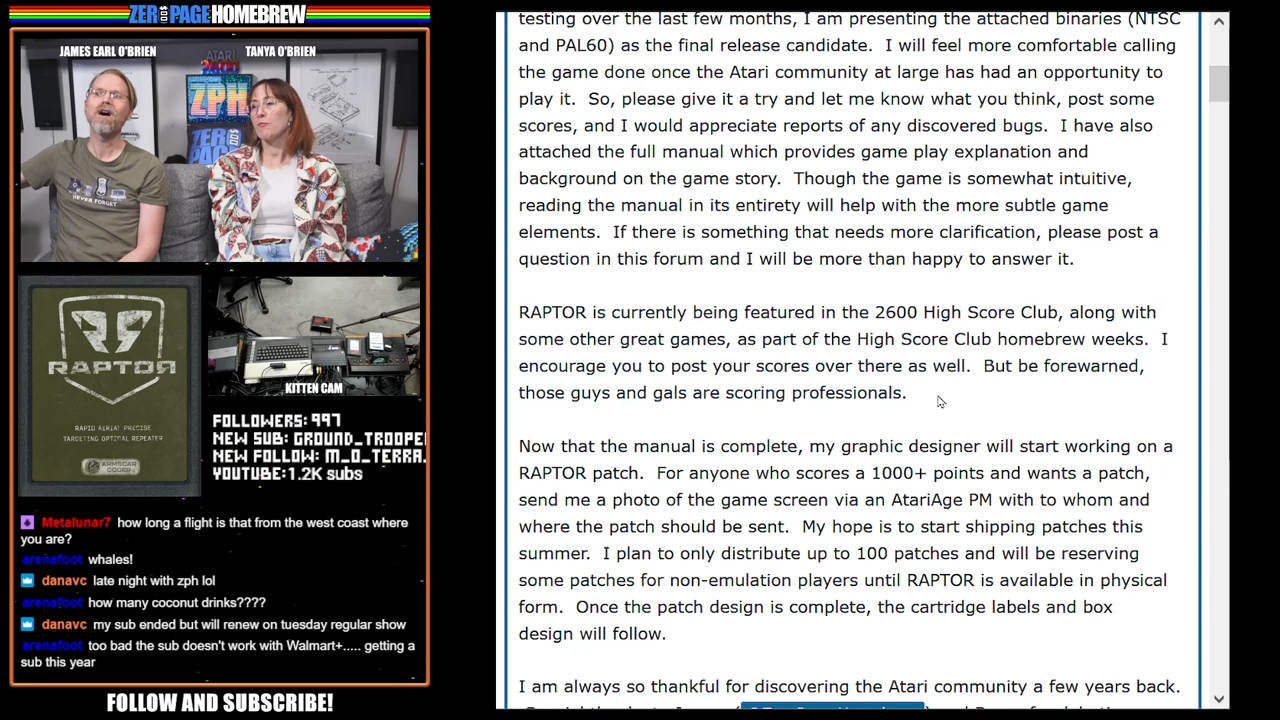 ZEROPAGE HOMEBREW
JAMES EARL O'BRIEN
TANYA O'BRIEN
ZPH
NEVER FORGET
RAPTOR
RAPID AERIAL PRECISE
TARGETING OPTICAL REPEATER
KITTEN CAM
FOLLOWERS: 997
NEW SUB: GROUND_TROOPER
NEW FOLLOW: M_O_TERRA.
YOUTUBE: 1.2K subs
Metalunar7 how long a flight is that from the west coast where
you are?
arenafoot whales!
danavc late night with zph lol
arenafoot how many coconut drinks????
danavc my sub ended but will renew on tuesday regular show
arenafoot too bad the sub doesn't work with Walmart+..... getting a
sub this year
FOLLOW AND SUBSCRIBE!
testing over the last few months, I am presenting the attached binaries (NTSC
and PAL60) as the final release candidate. I will feel more comfortable calling
the game done once the Atari community at large has had an opportunity to
play it. So, please give it a try and let me know what you think, post some
scores, and I would appreciate reports of any discovered bugs. I have also
attached the full manual which provides game play explanation and
background on the game story. Though the game is somewhat intuitive,
reading the manual in its entirety will help with the more subtle game
elements. If there is something that needs more clarification, please post a
question in this forum and I will be more than happy to answer it.
RAPTOR is currently being featured in the 2600 High Score Club, along with
some other great games, as part of the High Score Club homebrew weeks. I
encourage you to post your scores over there as well. But be forewarned,
those guys and gals are scoring professionals.
Now that the manual is complete, my graphic designer will start working on a
RAPTOR patch. For anyone who scores a 1000+ points and wants a patch,
send me a photo of the game screen via an AtariAge PM with to whom and
where the patch should be sent. My hope is to start shipping patches this
summer. I plan to only distribute up to 100 patches and will be reserving
some patches for non-emulation players until RAPTOR is available in physical
form. Once the patch design is complete, the cartridge labels and box
design will follow.
I am always so thankful for discovering the Atari community a few years back.